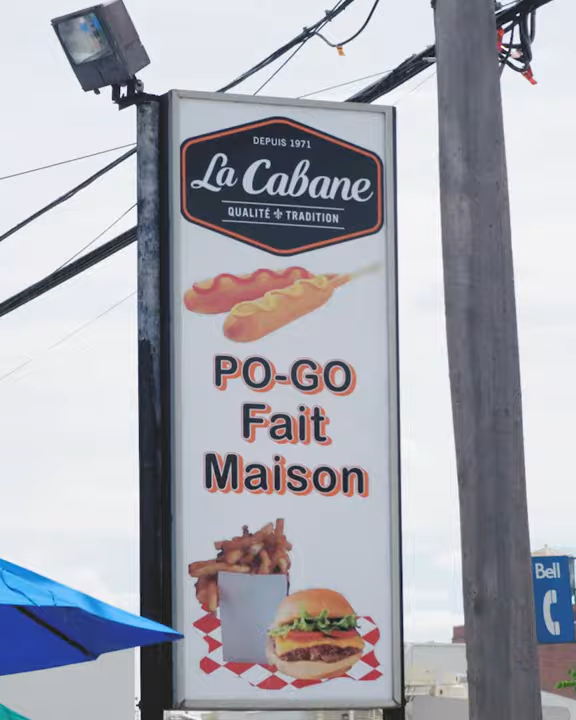 DEPUIS 1971
La Cabane
QUALITÉ ⚜ TRADITION
PO-GO
Fait
Maison
Bell